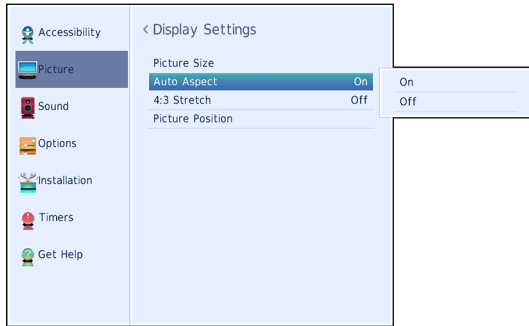 Accessibility
Picture
Sound
Options
Installation
Timers
Get Help
< Display Settings
Picture Size
Auto Aspect On
4:3 Stretch Off
Picture Position
On
Off